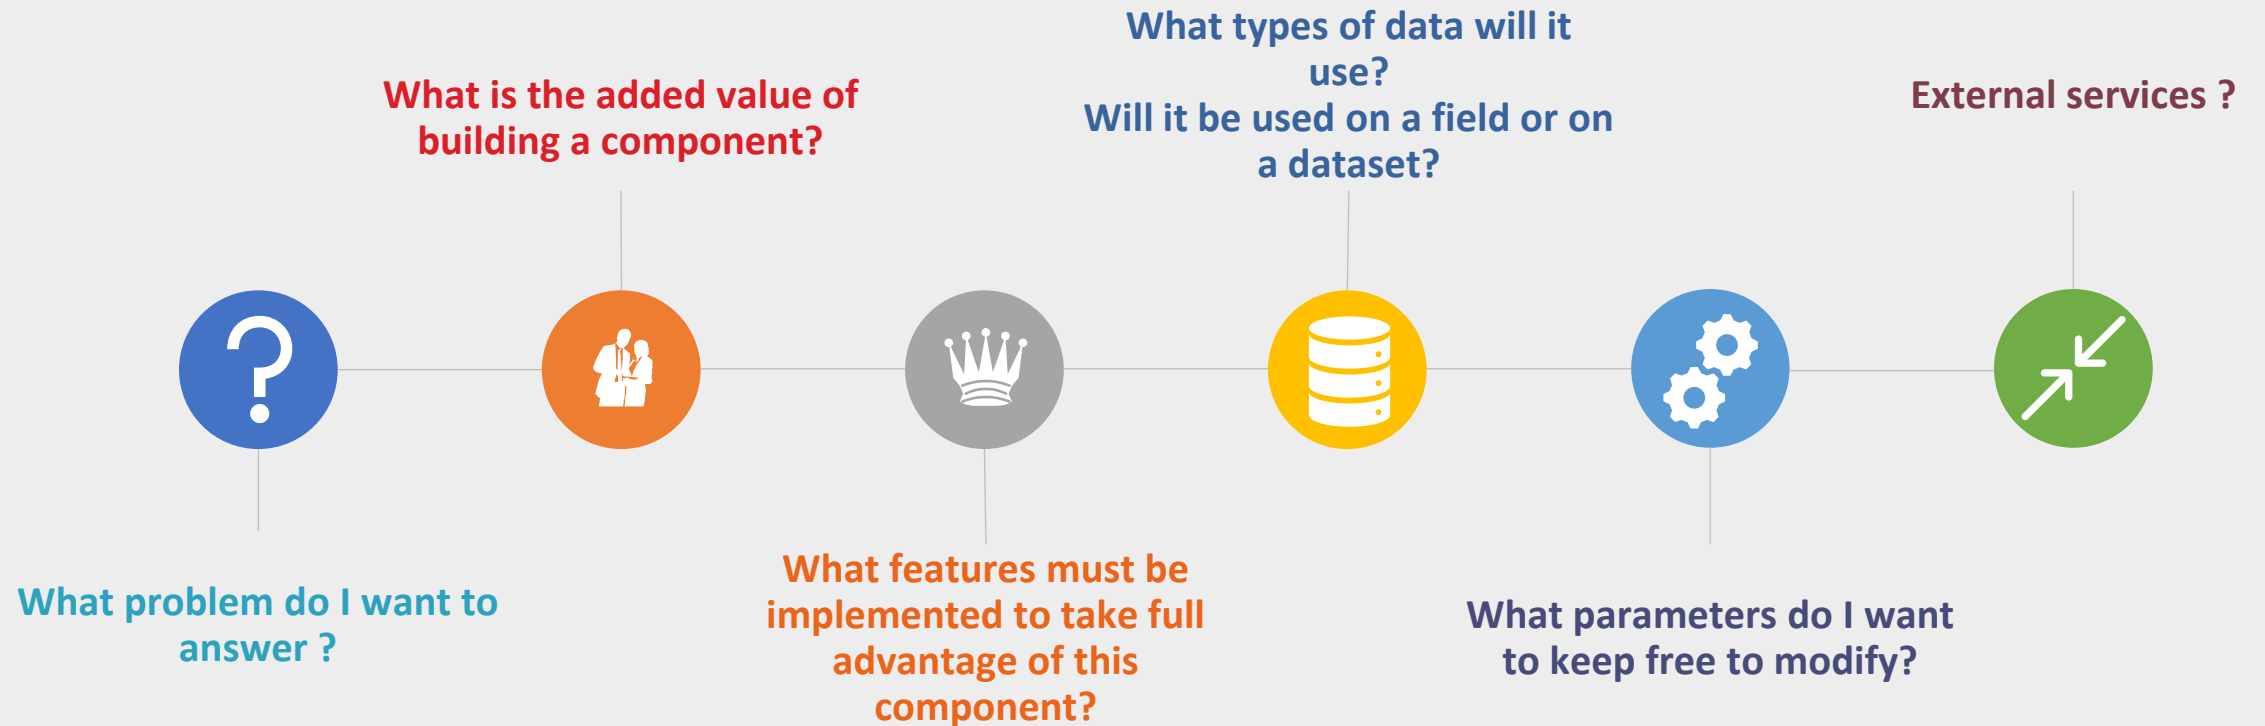 What problem do I want to
answer ?
What is the added value of
building a component?
What features must be
implemented to take full
advantage of this
component?
What types of data will it
use?
Will it be used on a field or on
a dataset?
What parameters do I want
to keep free to modify?
External services ?